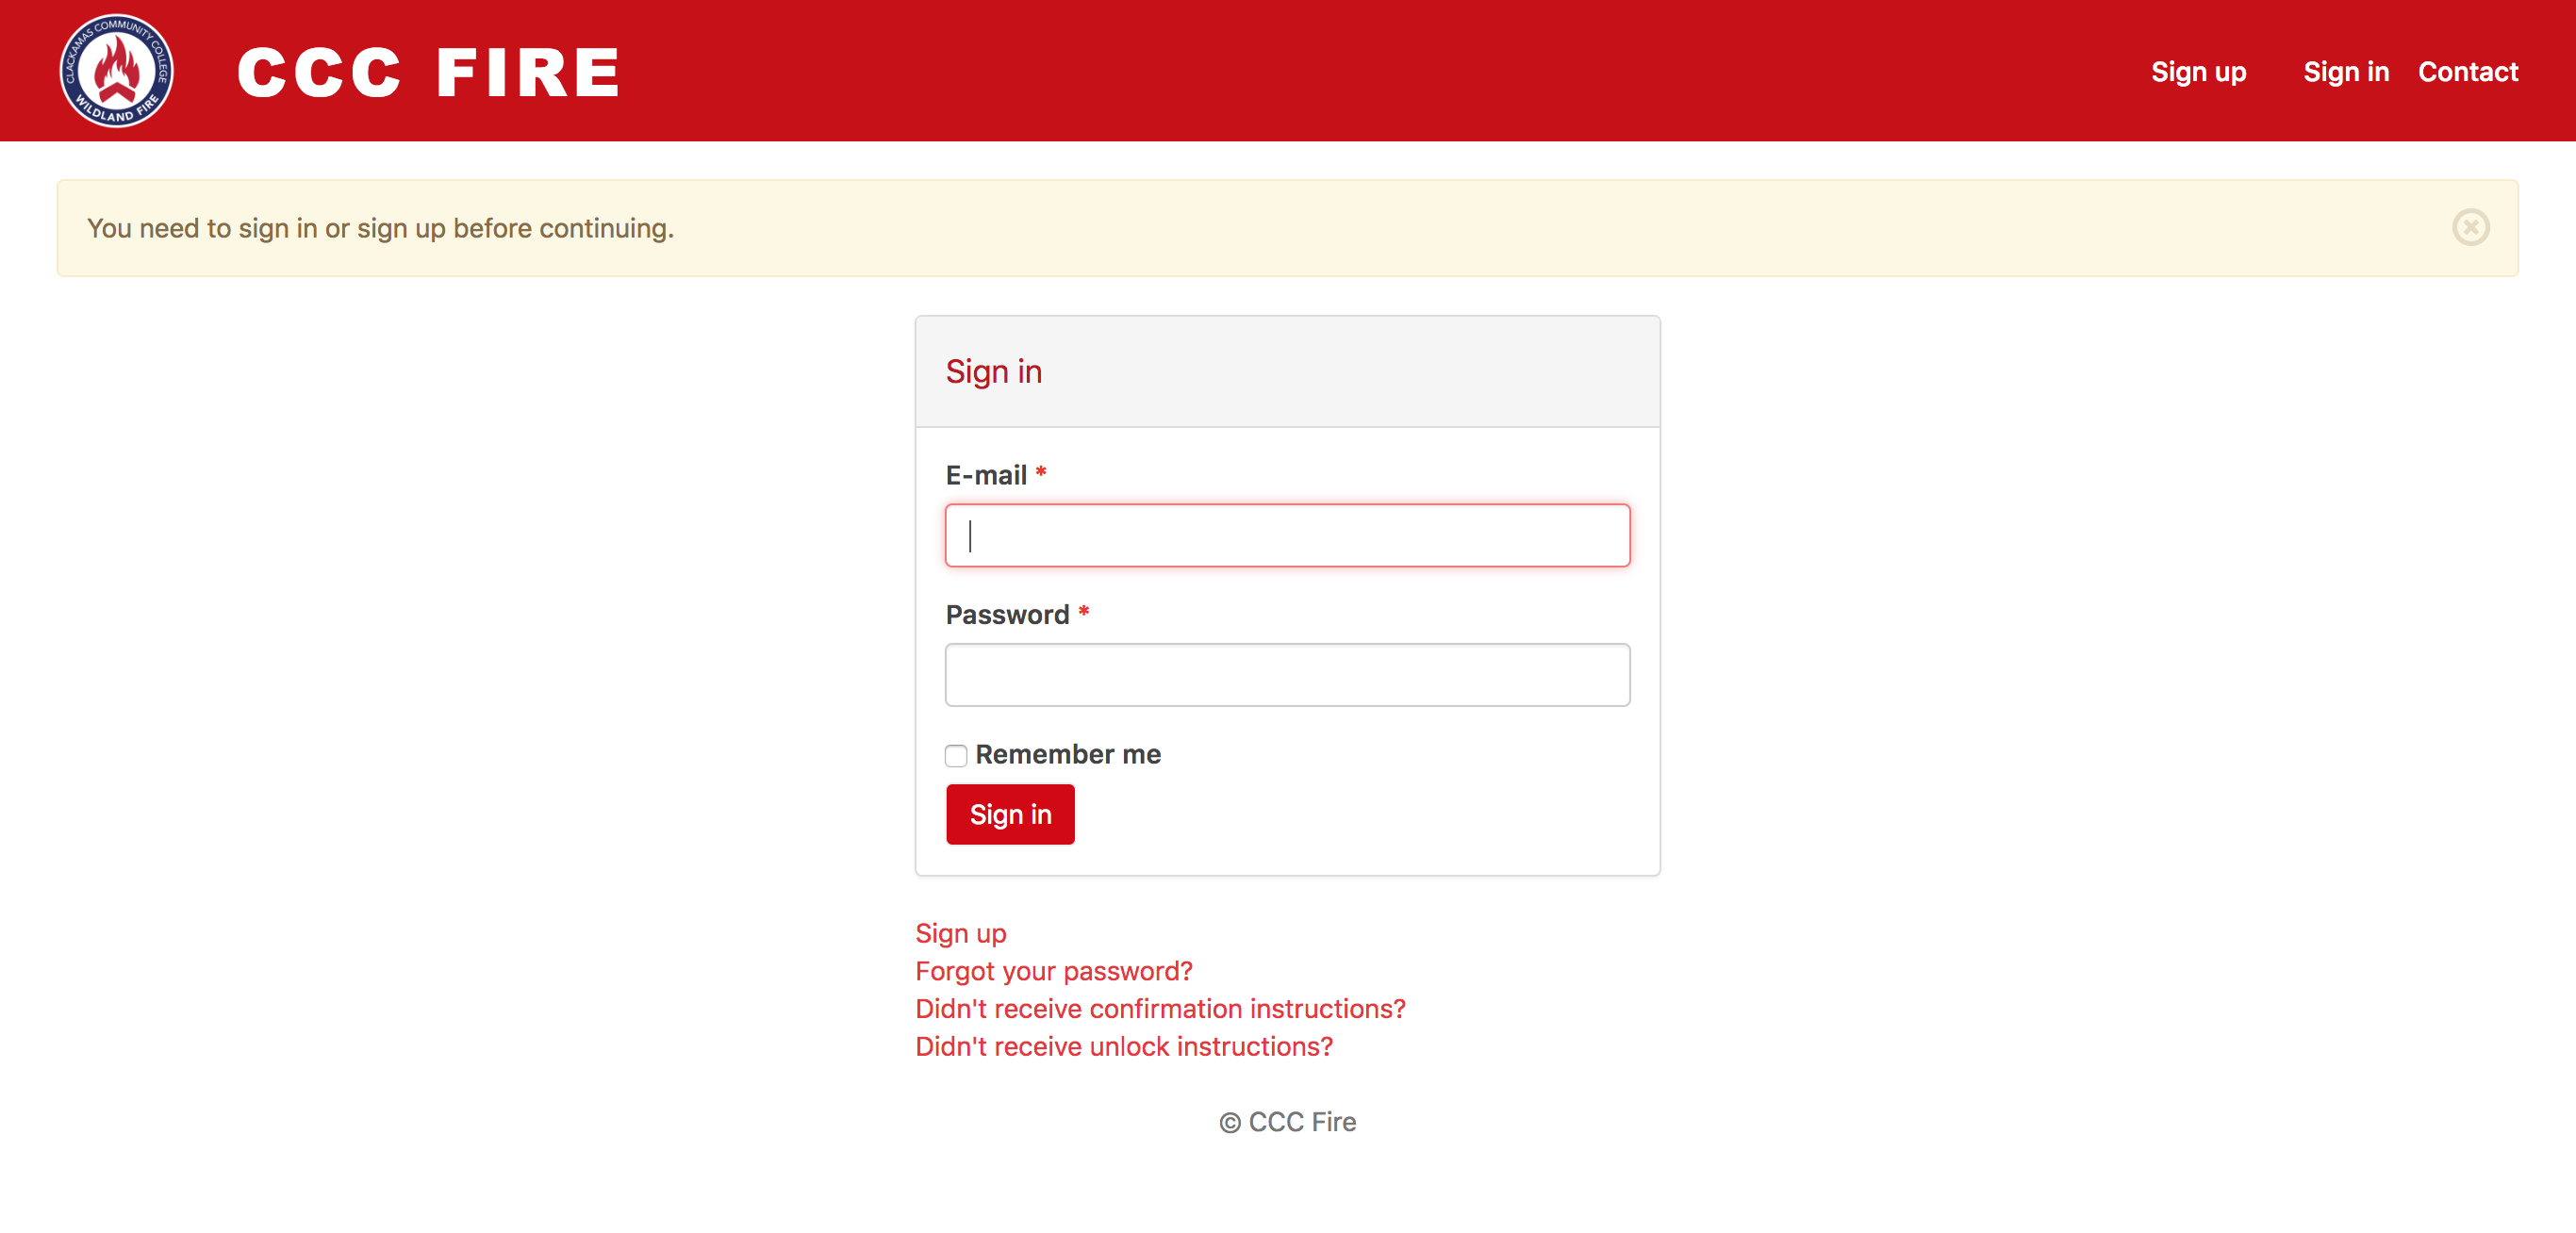 CLACKAMAS COMMUNITY COLLEGE
WILDLAND FIRE
CCC FIRE
Sign up
Sign in
Contact
You need to sign in or sign up before continuing.
Sign in
E-mail *
Password *
Remember me
Sign in
Sign up
Forgot your password?
Didn't receive confirmation instructions?
Didn't receive unlock instructions?
© CCC Fire